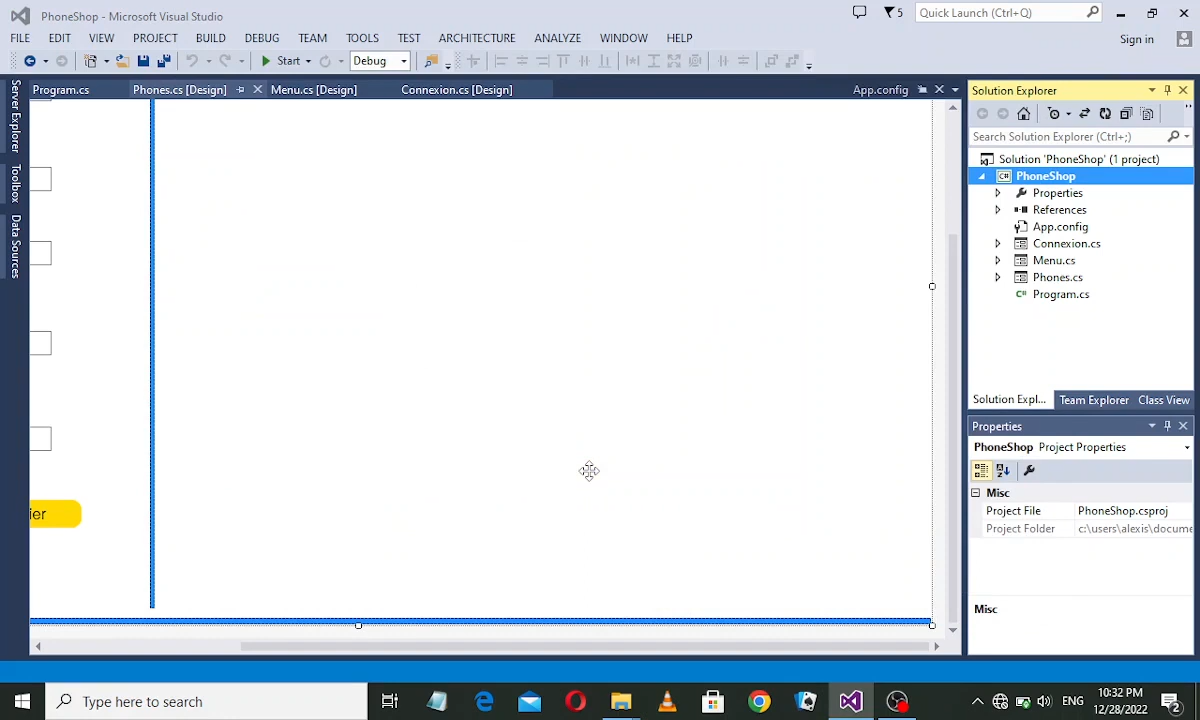 PhoneShop - Microsoft Visual Studio
5
Quick Launch (Ctrl+Q)
FILE EDIT VIEW PROJECT BUILD DEBUG TEAM TOOLS TEST ARCHITECTURE ANALYZE WINDOW HELP
Sign in
Start Debug
Program.cs Phones.cs [Design] Menu.cs [Design] Connexion.cs [Design] App.config
Server Explorer
Toolbox
Data Sources
ier
Solution Explorer
Search Solution Explorer (Ctrl+;)
Solution 'PhoneShop' (1 project)
C# PhoneShop
Properties
References
App.config
Connexion.cs
Menu.cs
Phones.cs
C# Program.cs
Solution Expl... Team Explorer Class View
Properties
PhoneShop Project Properties
Misc
Project File PhoneShop.csproj
Project Folder c:\users\alexis\docume
Misc
Type here to search
ENG
10:32 PM
12/28/2022
2